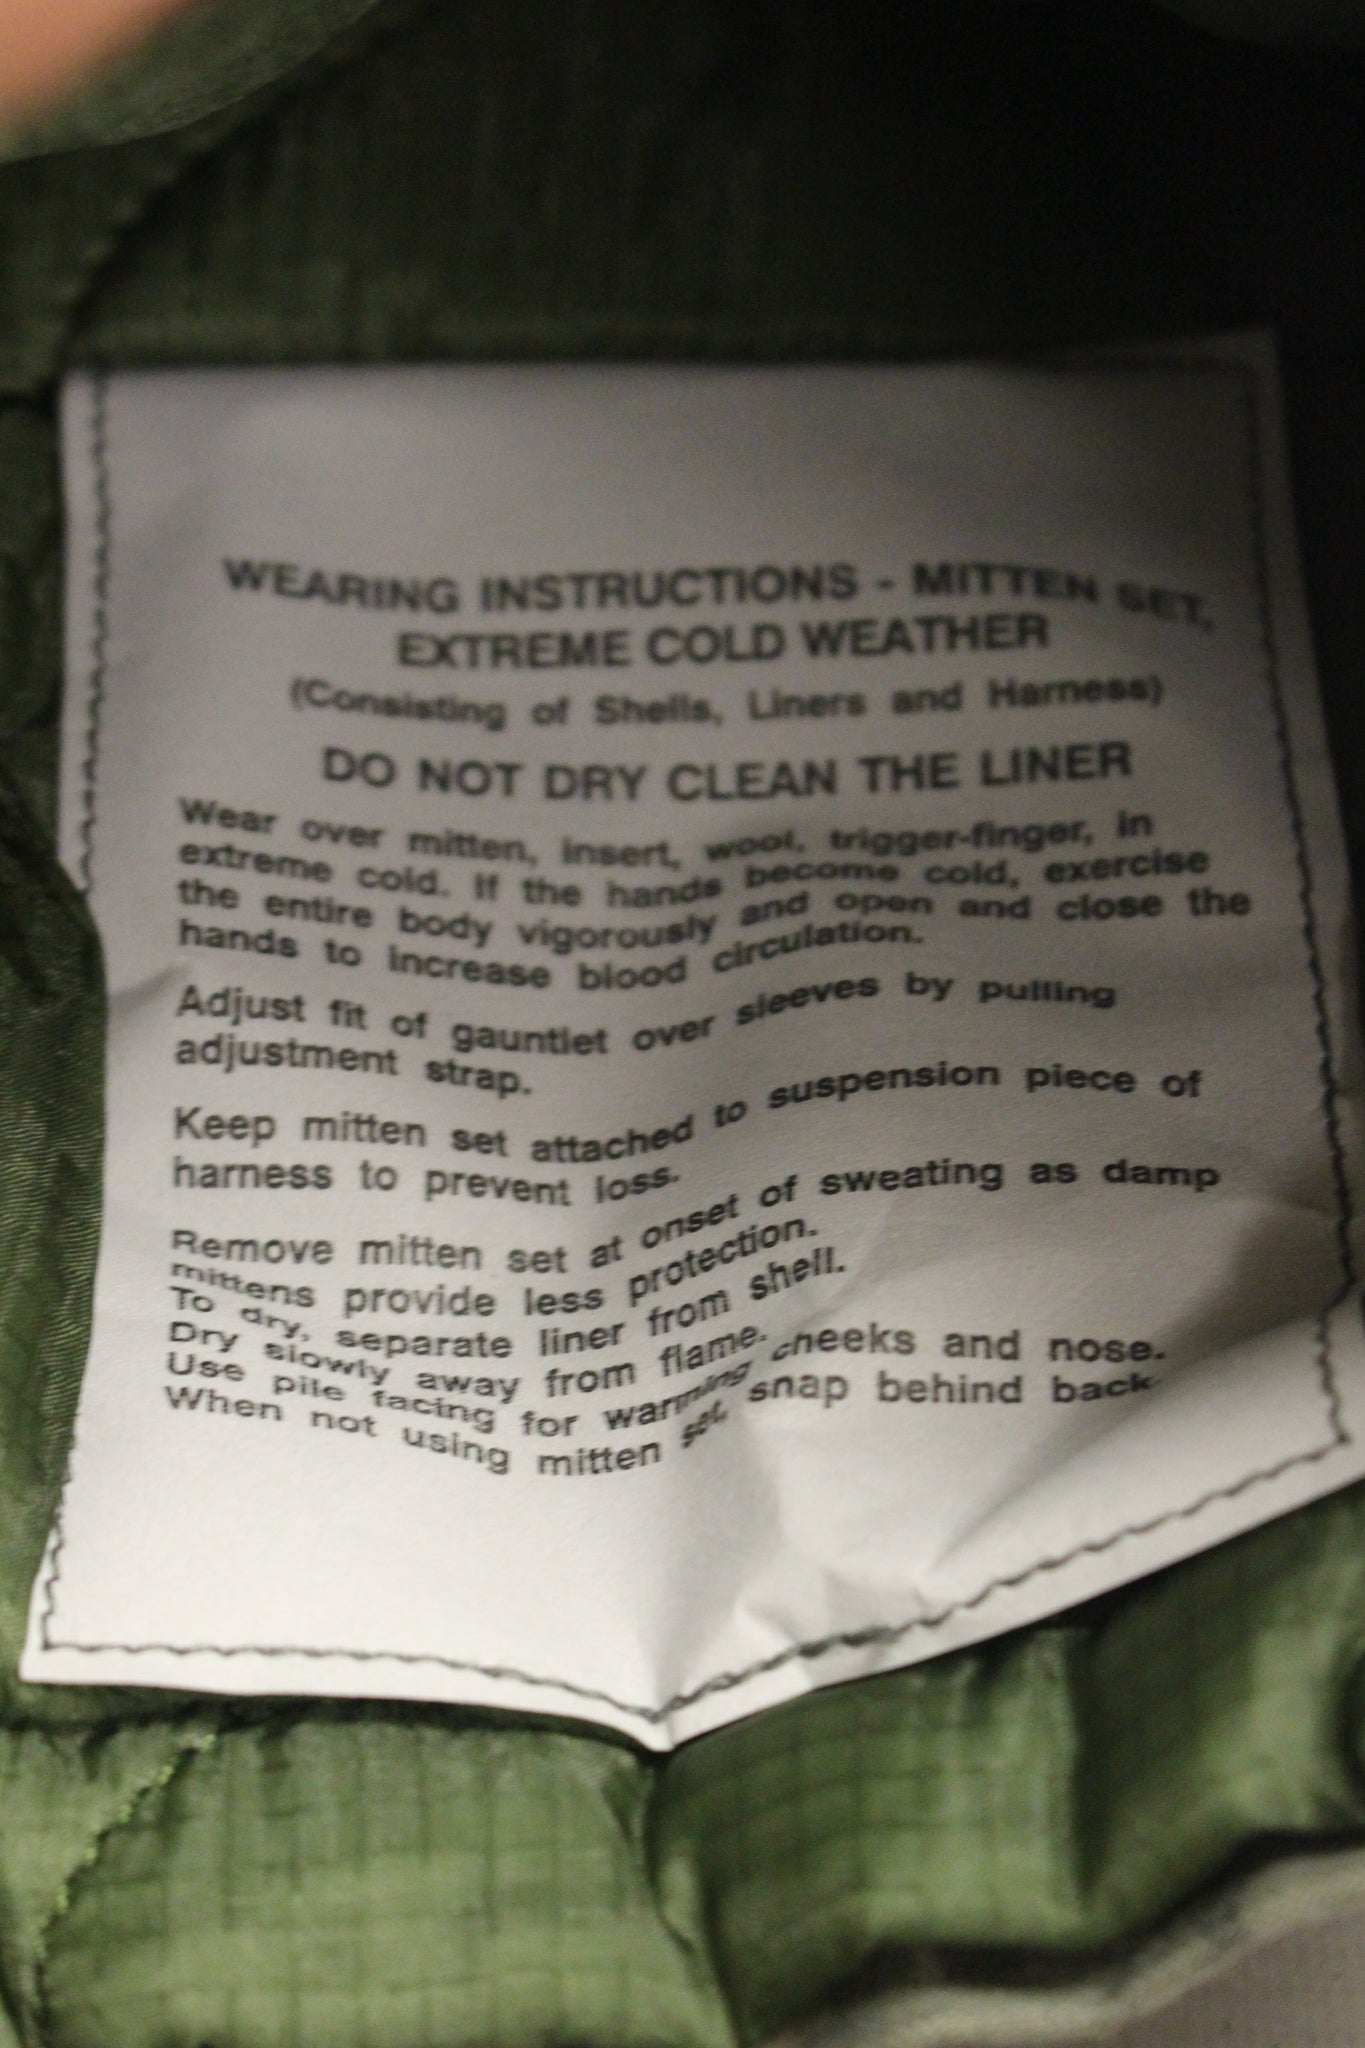 WEARING INSTRUCTIONS - MITTEN SET,
EXTREME COLD WEATHER
(Consisting of Shells, Liners and Harness)
DO NOT DRY CLEAN THE LINER
Wear over mitten, insert, wool, trigger-finger, in
extreme cold. If the hands become cold, exercise
the entire body vigorously and open and close the
hands to increase blood circulation.
Adjust fit of gauntlet over sleeves by pulling
adjustment strap.
Keep mitten set attached to suspension piece of
harness to prevent loss.
Remove mitten set at onset of sweating as damp
mittens provide less protection.
To dry, separate liner from shell.
Dry slowly away from flame.
Use pile facing for warming cheeks and nose.
When not using mitten set, snap behind back.